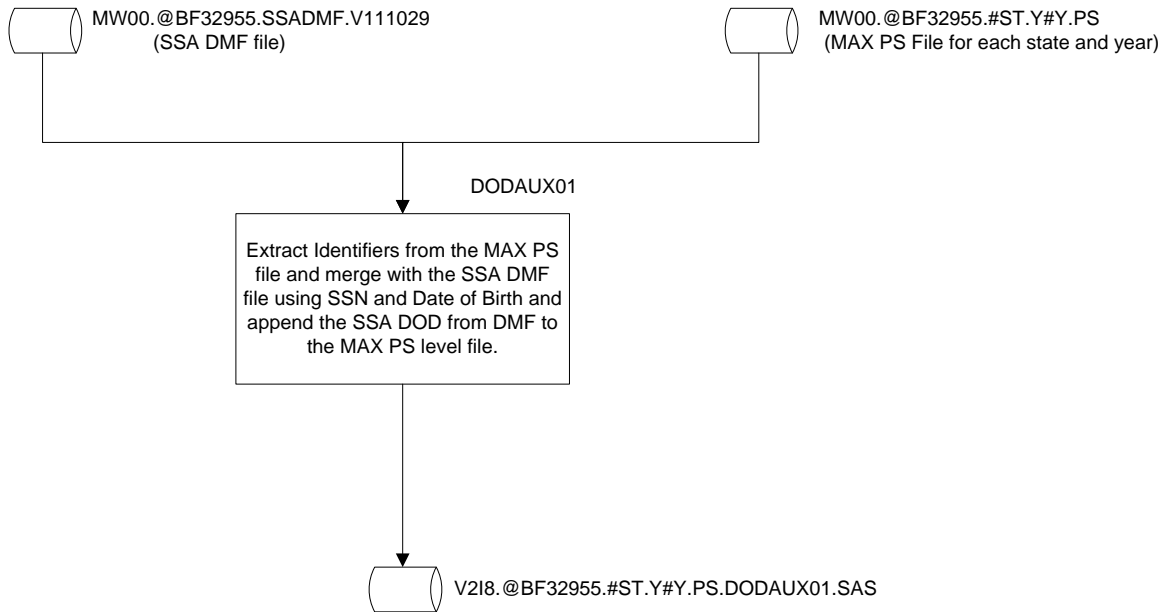 MW00.@BF32955.SSADMF.V111029
(SSA DMF file)
MW00.@BF32955.#ST.Y#Y.PS
(MAX PS File for each state and year)
DODAUX01
Extract Identifiers from the MAX PS
file and merge with the SSA DMF
file using SSN and Date of Birth and
append the SSA DOD from DMF to
the MAX PS level file.
V2I8.@BF32955.#ST.Y#Y.PS.DODAUX01.SAS